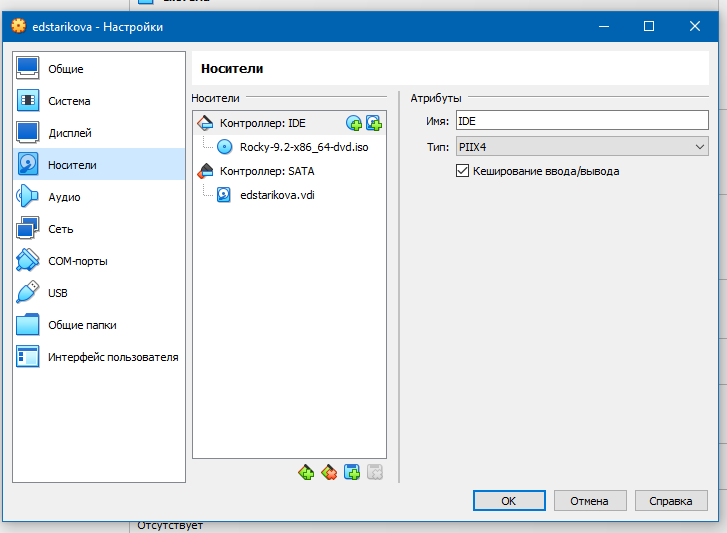 edstarikova - Настройки
Общие
Система
Дисплей
Носители
Аудио
Сеть
COM-порты
USB
Общие папки
Интерфейс пользователя
Носители
Носители
Контроллер: IDE
Rocky-9.2-x86_64-dvd.iso
Контроллер: SATA
edstarikova.vdi
Атрибуты
Имя: IDE
Тип: PIIX4
Кеширование ввода/вывода
OK
Отмена
Справка
Отсутствует